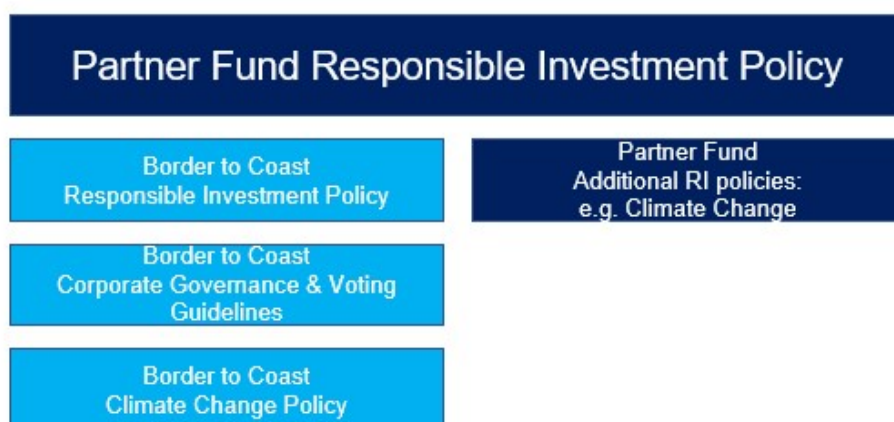 Partner Fund Responsible Investment Policy
Border to Coast
Responsible Investment Policy
Partner Fund
Additional RI policies:
e.g. Climate Change
Border to Coast
Corporate Governance & Voting
Guidelines
Border to Coast
Climate Change Policy